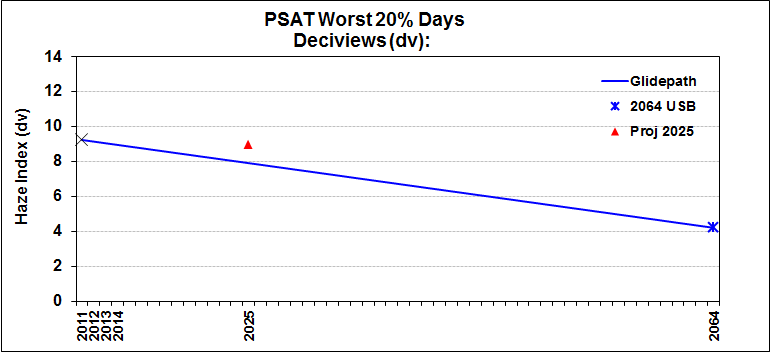 PSAT Worst 20% Days
Deciviews (dv):
14
12
10
8
6
4
2
0
Haze Index (dv)
Glidepath
2064 USB
Proj 2025
2011
2012
2013
2014
2025
2064